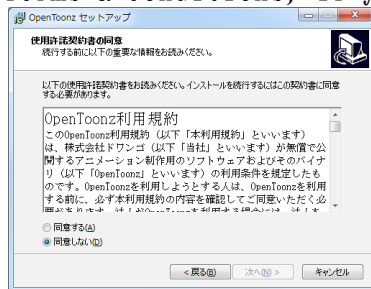 OpenToonz セットアップ
使用許諾契約書の同意
続行する前に以下の重要な情報をお読みください。
以下の使用許諾契約書をお読みください。インストールを続行するにはこの契約書に同意
する必要があります。
OpenToonz利用規約
このOpenToonz利用規約（以下「本利用規約」といいます）
は、株式会社ドワンゴ（以下「当社」といいます）が無償で公
開するアニメーション制作用のソフトウェアおよびそのバイナ
リ（以下「OpenToonz」といいます）の利用条件を規定したも
のです。OpenToonzを利用しようとする人は、OpenToonzを利用
する前に、必ず本利用規約の内容を確認してご同意いただく必
同意する(A)
同意しない(D)
< 戻る(B)
次へ(N) >
キャンセル